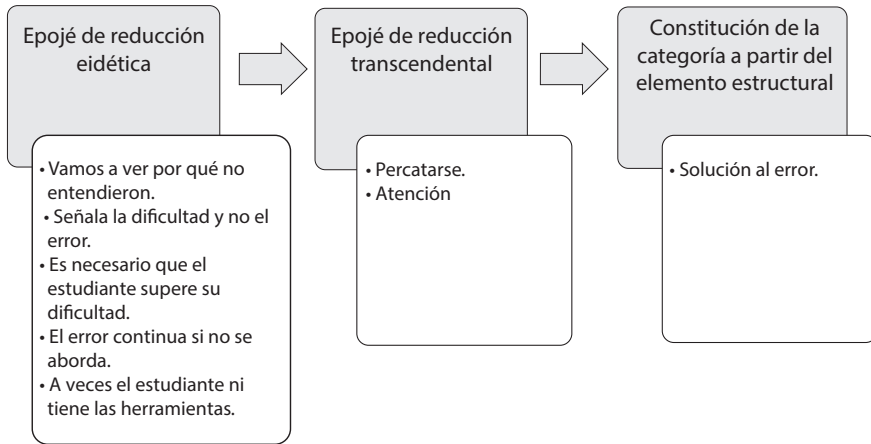 Epojé de reducción
eidética
• Vamos a ver por qué no
entendieron.
• Señala la dificultad y no el
error.
• Es necesario que el
estudiante supere su
dificultad.
• El error continua si no se
aborda.
• A veces el estudiante ni
tiene las herramientas.
Epojé de reducción
transcendental
• Percatarse.
• Atención
Constitución de la
categoría a partir del
elemento estructural
• Solución al error.